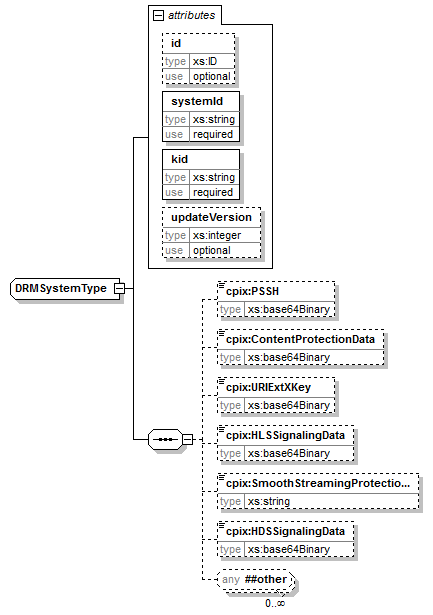 attributes
id
type xs:ID
use optional
systemId
type xs:string
use required
kid
type xs:string
use required
updateVersion
type xs:integer
use optional
DRMSystemType
cpix:PSSH
type xs:base64Binary
cpix:ContentProtectionData
type xs:base64Binary
cpix:URIExtXKey
type xs:base64Binary
cpix:HLSSignalingData
type xs:base64Binary
cpix:SmoothStreamingProtectio...
type xs:string
cpix:HDSSignalingData
type xs:base64Binary
any ##other
0..∞